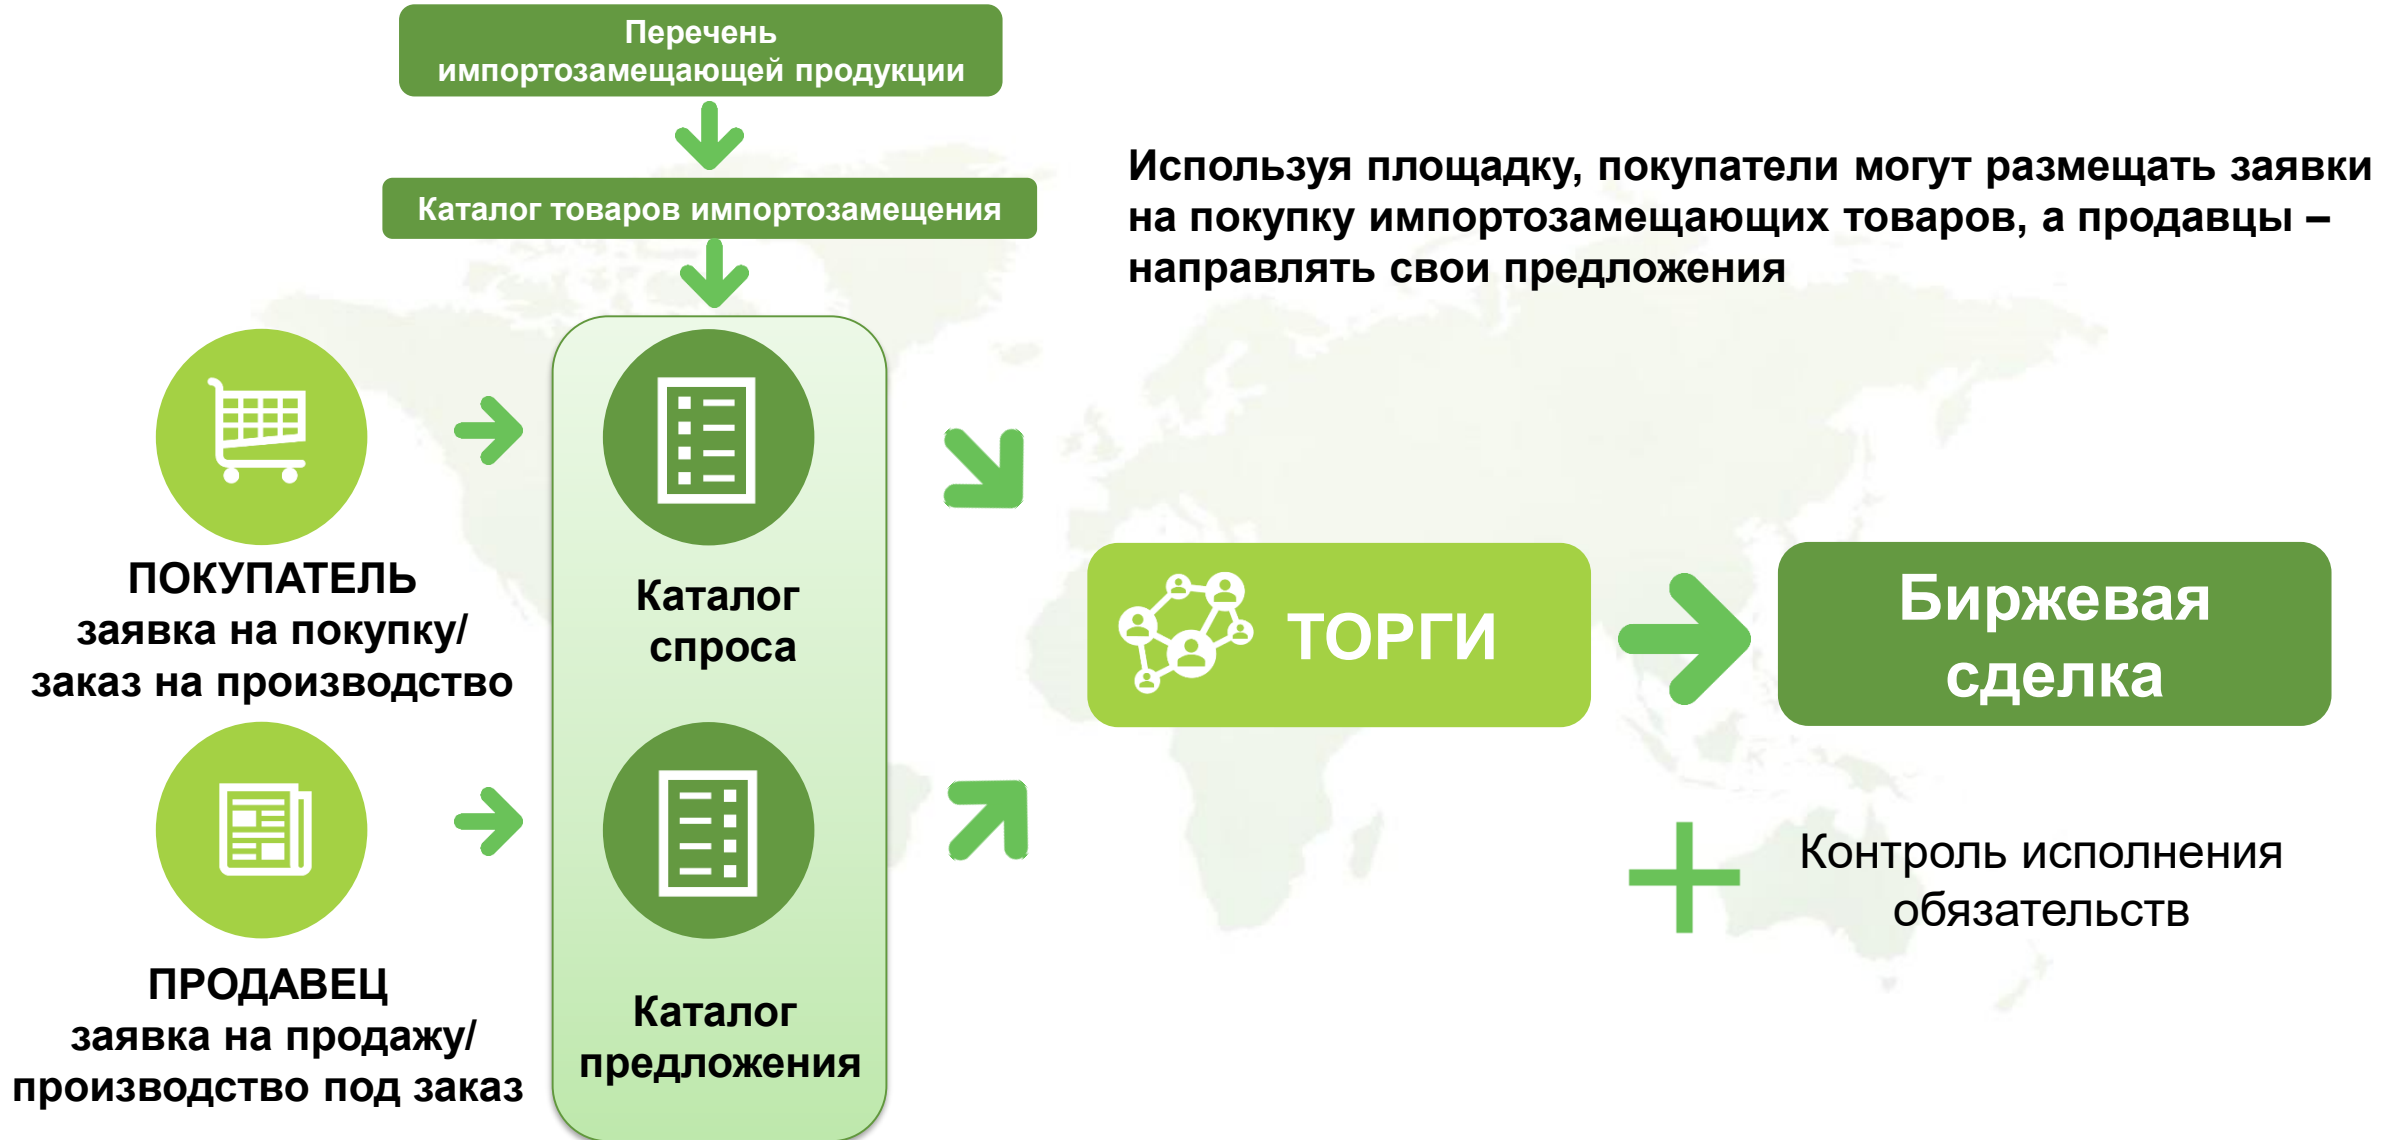 Перечень
импортозамещающей продукции
Каталог товаров импортозамещения
Используя площадку, покупатели могут размещать заявки
на покупку импортозамещающих товаров, а продавцы –
направлять свои предложения
ПОКУПАТЕЛЬ
заявка на покупку/
заказ на производство
Каталог
спроса
ТОРГИ
Биржевая
сделка
Контроль исполнения
обязательств
ПРОДАВЕЦ
заявка на продажу/
производство под заказ
Каталог
предложения